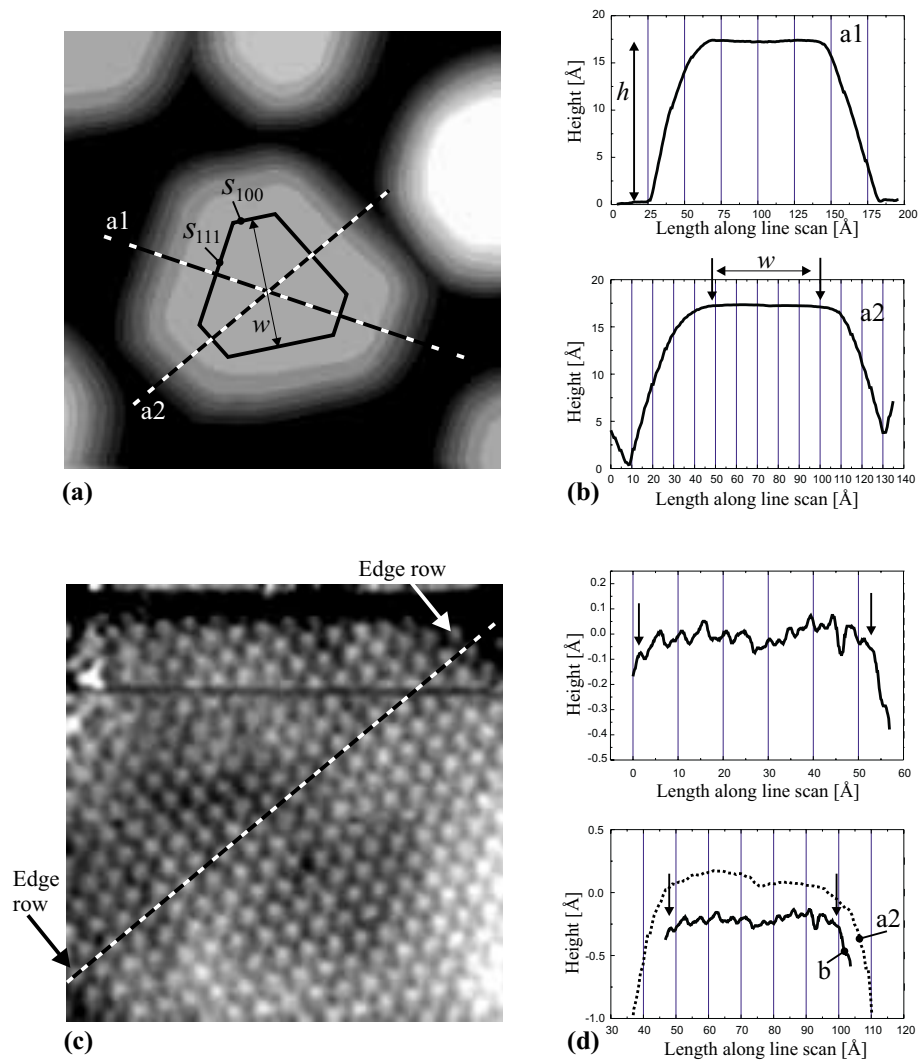 a1
a2
s100
s111
w
(a)
20
15
10
5
0
Height [Å]
h
a1
0 25 50 75 100 125 150 175 200
Length along line scan [Å]
w
20
15
10
5
0
Height [Å]
a2
0 10 20 30 40 50 60 70 80 90 100 110 120 130 140
Length along line scan [Å]
(b)
Edge row
Edge
row
(c)
0.2
0.1
0.0
-0.1
-0.2
-0.3
-0.4
-0.5
Height [Å]
0 10 20 30 40 50 60
Length along line scan [Å]
0.5
0.0
-0.5
-1.0
Height [Å]
a2
b
30 40 50 60 70 80 90 100 110 120
Length along line scan [Å]
(d)